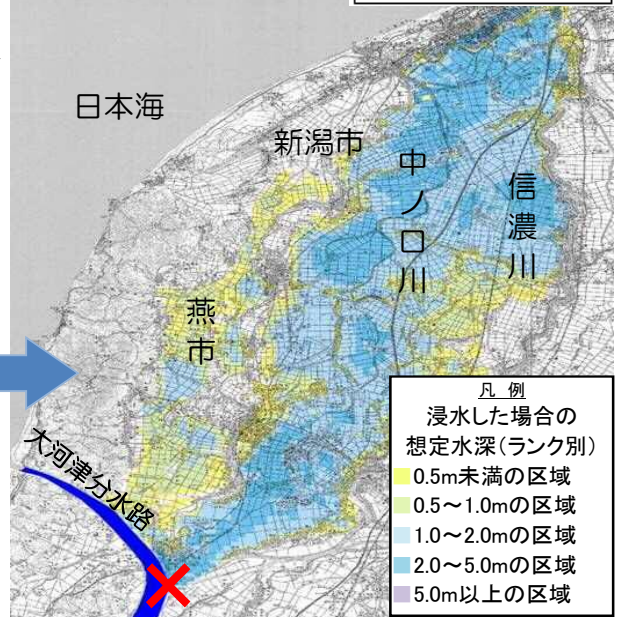 日本海
新潟市
中ノ口川
信濃川
燕市
大河津分水路
凡 例
浸水した場合の
想定水深(ランク別)
0.5m未満の区域
0.5～1.0mの区域
1.0～2.0mの区域
2.0～5.0mの区域
5.0m以上の区域